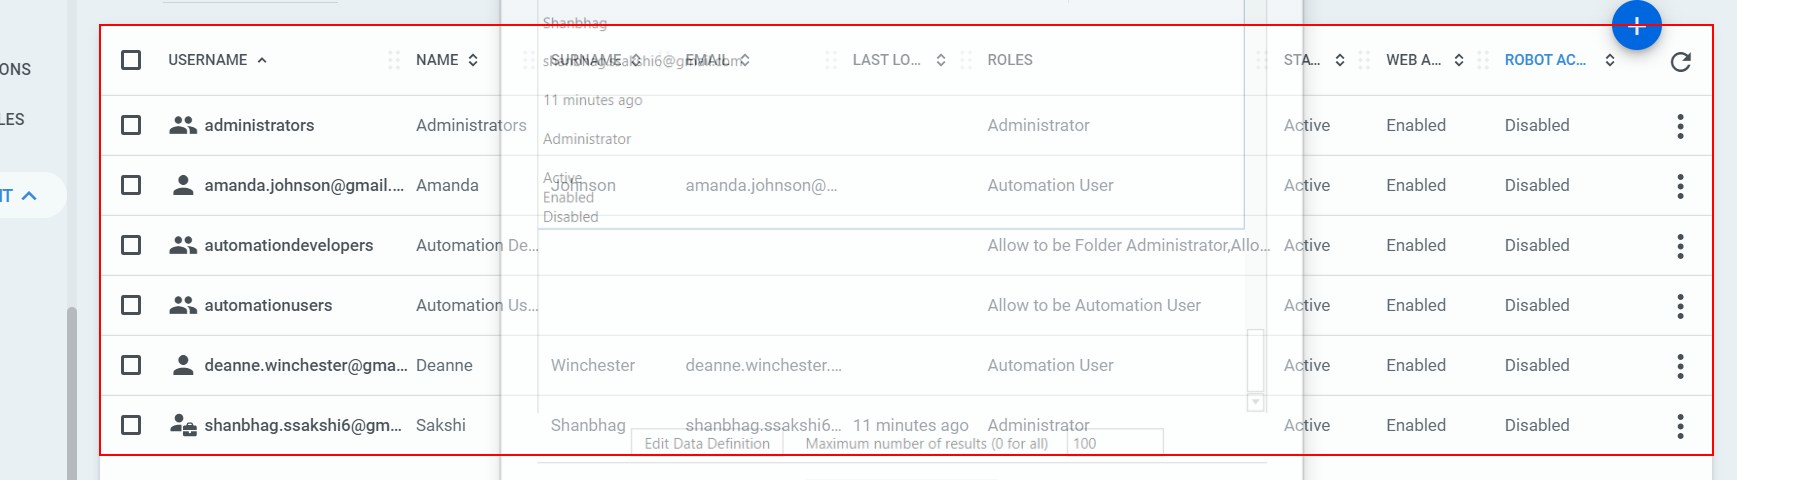 Shanbhag
USERNAME NAME SURNAME EMAIL LAST LO... ROLES STA... WEB A... ROBOT AC...
shanbhag.ssakshi6@gmail.com
ONS
11 minutes ago
LES
administrators Administrators Administrator Active Enabled Disabled
Administrator
Active
amanda.johnson@gmail.... Amanda Johnson amanda.johnson@... Automation User Active Enabled Disabled
IT
Enabled
Disabled
automationdevelopers Automation De... Allow to be Folder Administrator,Allo... Active Enabled Disabled
automationusers Automation Us... Allow to be Automation User Active Enabled Disabled
deanne.winchester@gma... Deanne Winchester deanne.winchester.... Automation User Active Enabled Disabled
shanbhag.ssakshi6@gm... Sakshi Shanbhag shanbhag.ssakshi6... 11 minutes ago Administrator Active Enabled Disabled
Edit Data Definition Maximum number of results (0 for all) 100